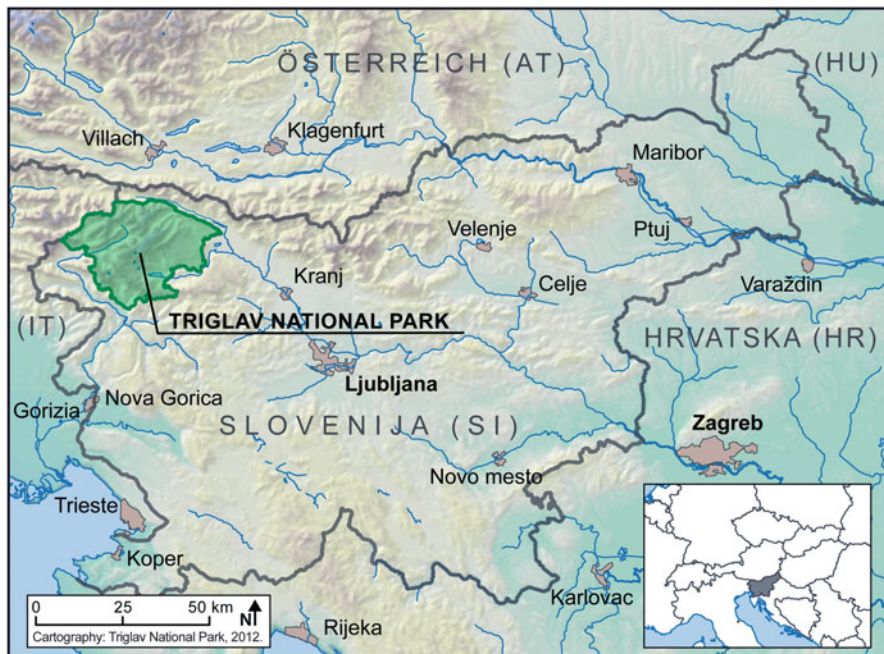 ÖSTERREICH (AT)
(HU)
Villach
Klagenfurt
Maribor
Velenje
Ptuj
Kranj
Celje
Varaždin
TRIGLAV NATIONAL PARK
(IT)
HRVATSKA (HR)
Ljubljana
Nova Gorica
Gorizia
SLOVENIJA (SI)
Zagreb
Novo mesto
Trieste
Koper
Karlovac
0 25 50 km
N
Cartography: Triglav National Park, 2012.
Rijeka